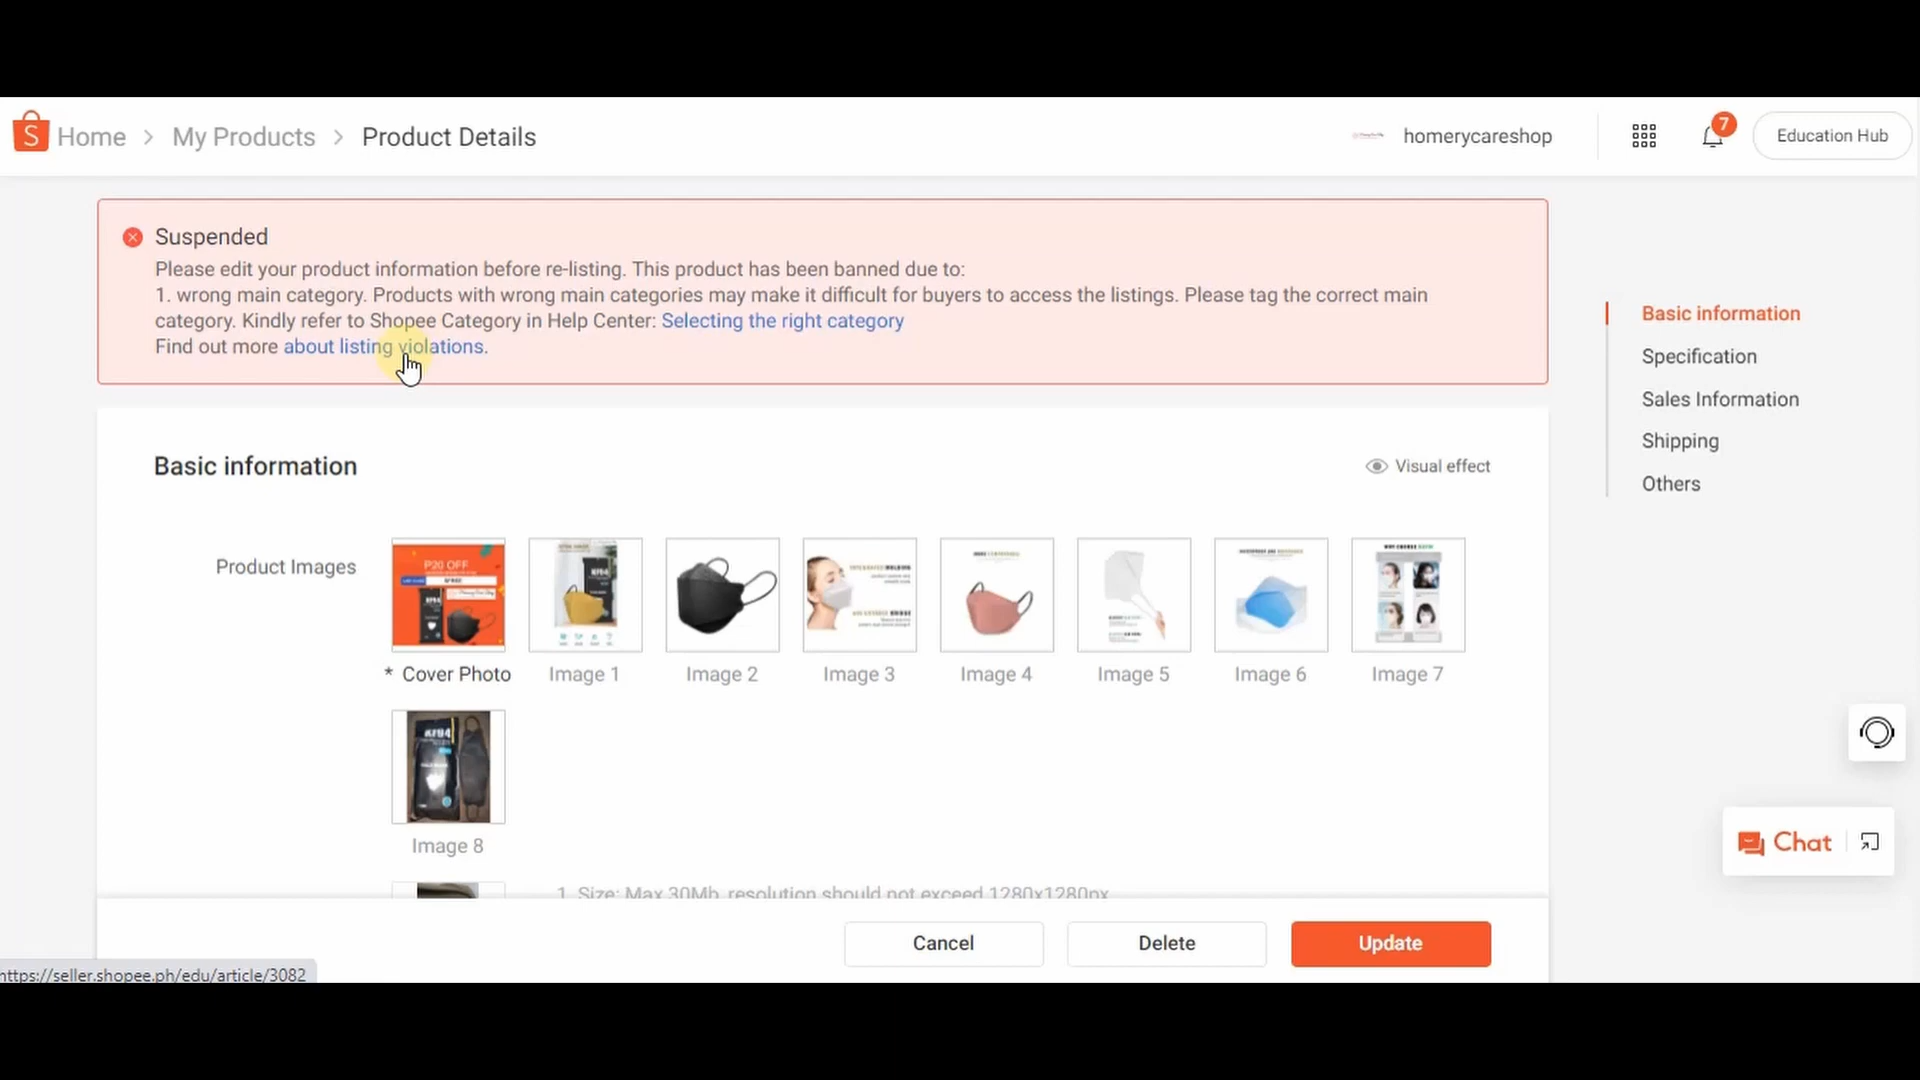 S Home > My Products > Product Details
homerycareshop
7
Education Hub
Suspended
Please edit your product information before re-listing. This product has been banned due to:
1. wrong main category. Products with wrong main categories may make it difficult for buyers to access the listings. Please tag the correct main
category. Kindly refer to Shopee Category in Help Center: Selecting the right category
Find out more about listing violations.
Basic information
Specification
Sales Information
Shipping
Others
Basic information
Visual effect
Product Images
P20 OFF
KF94
* Cover Photo
Image 1
Image 2
Image 3
Image 4
Image 5
Image 6
Image 7
KF94
Image 8
1. Size: Max 30Mb, resolution should not exceed 1280x1280px
Chat
Cancel
Delete
Update
https://seller.shopee.ph/edu/article/3082